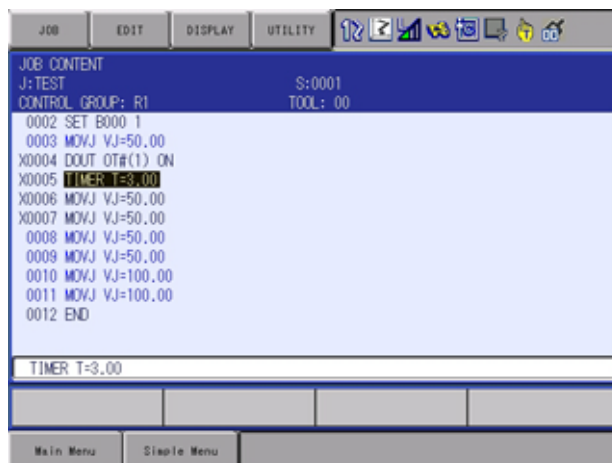 JOB EDIT DISPLAY UTILITY
JOB CONTENT
J:TEST S:0001
CONTROL GROUP: R1 TOOL: 00
0002 SET B000 1
0003 MOVJ VJ=50.00
X0004 DOUT OT#(1) ON
X0005 TIMER T=3.00
X0006 MOVJ VJ=50.00
X0007 MOVJ VJ=50.00
0008 MOVJ VJ=50.00
0009 MOVJ VJ=50.00
0010 MOVJ VJ=100.00
0011 MOVJ VJ=100.00
0012 END
TIMER T=3.00
Main Menu Simple Menu